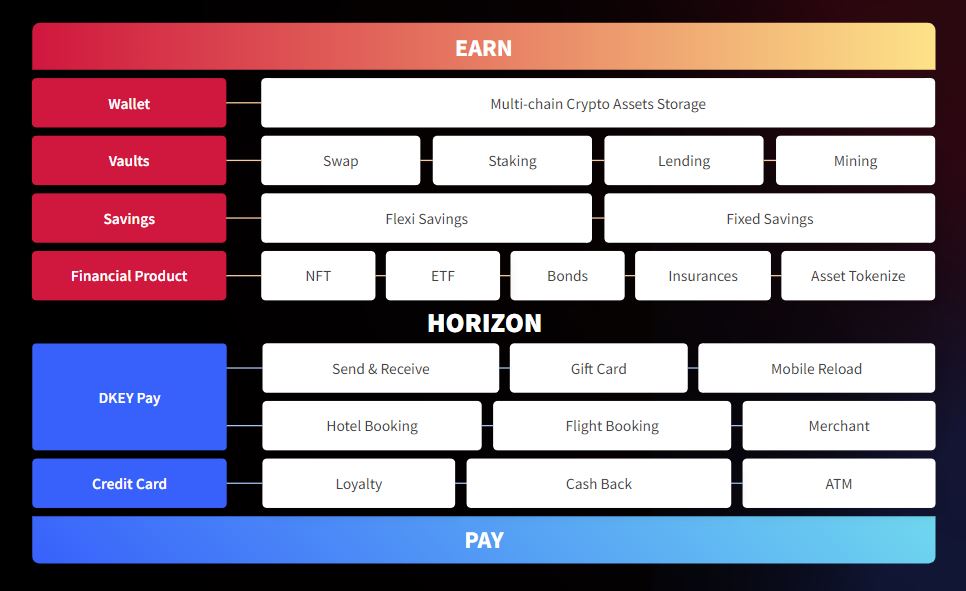 EARN
Wallet
Multi-chain Crypto Assets Storage
Vaults
Swap
Staking
Lending
Mining
Savings
Flexi Savings
Fixed Savings
Financial Product
NFT
ETF
Bonds
Insurances
Asset Tokenize
HORIZON
DKEY Pay
Send & Receive
Gift Card
Mobile Reload
Hotel Booking
Flight Booking
Merchant
Credit Card
Loyalty
Cash Back
ATM
PAY